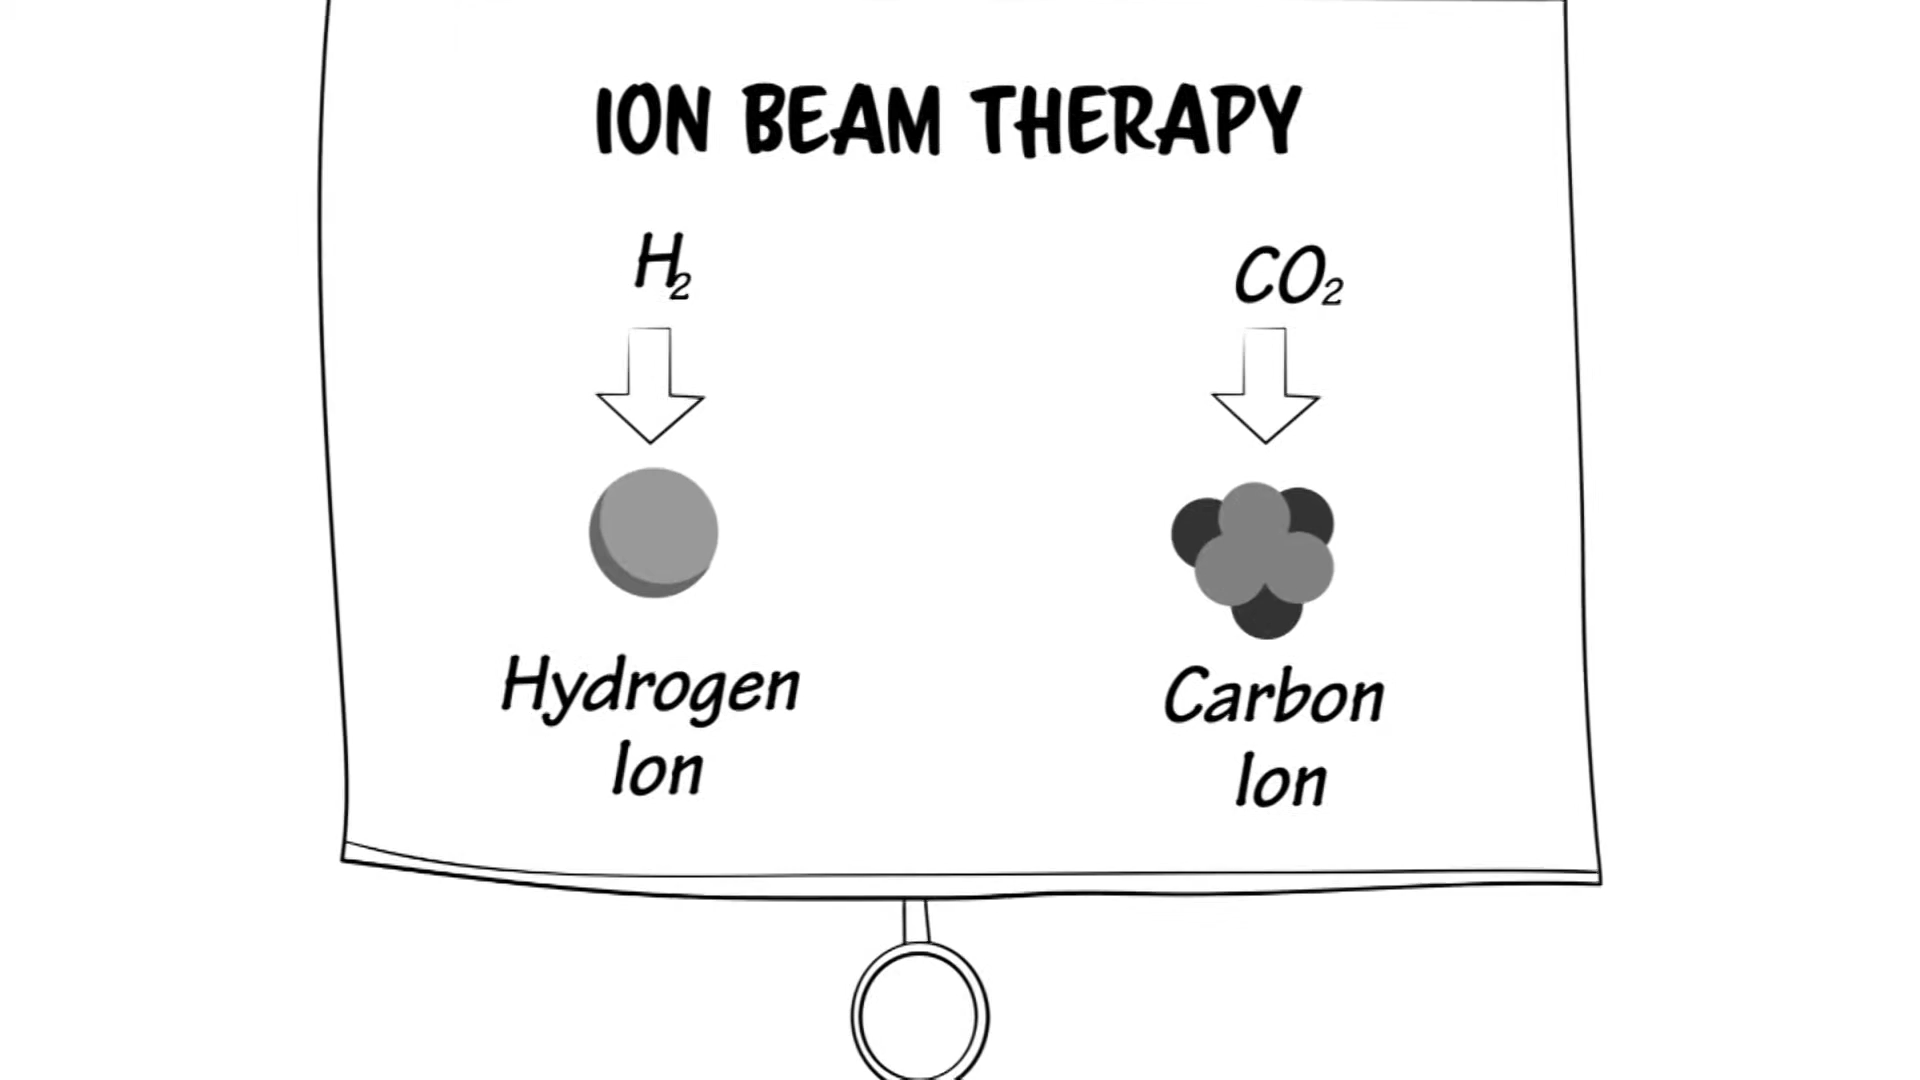 ION BEAM THERAPY
H₂
CO₂
Hydrogen
Ion
Carbon
Ion